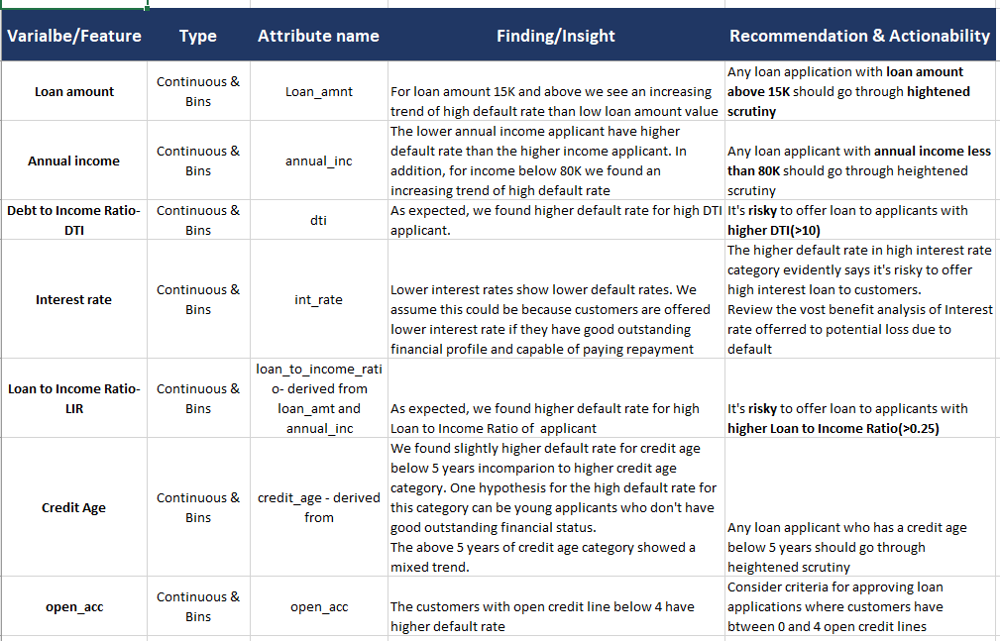 Varialbe/Feature Type Attribute name Finding/Insight Recommendation & Actionability
Loan amount
Continuous &
Bins
Loan_amnt
For loan amount 15K and above we see an increasing
trend of high default rate than low loan amount value
Any loan application with loan amount
above 15K should go through hightened
scrutiny
Annual income
Continuous &
Bins
annual_inc
The lower annual income applicant have higher
default rate than the higher income applicant. In
addition, for income below 80K we found an
increasing trend of high default rate
Any loan applicant with annual income less
than 80K should go through heightened
scrutiny
Debt to Income Ratio-
DTI
Continuous &
Bins
dti
As expected, we found higher default rate for high DTI
applicant.
It's risky to offer loan to applicants with
higher DTI(>10)
Interest rate
Continuous &
Bins
int_rate
Lower interest rates show lower default rates. We
assume this could be because customers are offered
lower interest rate if they have good outstanding
financial profile and capable of paying repayment
The higher default rate in high interest rate
category evidently says it's risky to offer
high interest loan to customers.
Review the vost benefit analysis of Interest
rate offerred to potential loss due to
default
Loan to Income Ratio-
LIR
Continuous &
Bins
loan_to_income_rati
o- derived from
loan_amt and
annual_inc
As expected, we found higher default rate for high
Loan to Income Ratio of applicant
It's risky to offer loan to applicants with
higher Loan to Income Ratio(>0.25)
Credit Age
Continuous &
Bins
credit_age - derived
from
We found slightly higher default rate for credit age
below 5 years incomparion to higher credit age
category. One hypothesis for the high default rate for
this category can be young applicants who don't have
good outstanding financial status.
The above 5 years of credit age category showed a
mixed trend.
Any loan applicant who has a credit age
below 5 years should go through
heightened scrutiny
open_acc
Continuous &
Bins
open_acc
The customers with open credit line below 4 have
higher default rate
Consider criteria for approving loan
applications where customers have
btween 0 and 4 open credit lines